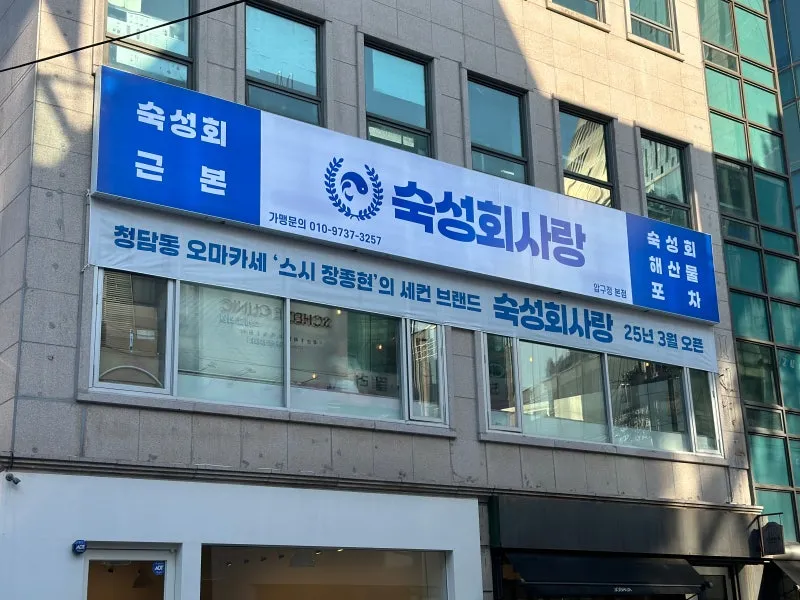 숙성회
근 본
가맹문의 010-9737-3257
숙성회사랑
압구정 본점
숙성회
해산물
포 차
청담동 오마카세 '스시 장종현'의 세컨 브랜드 숙성회사랑 25년 3월 오픈
ADT
ADT